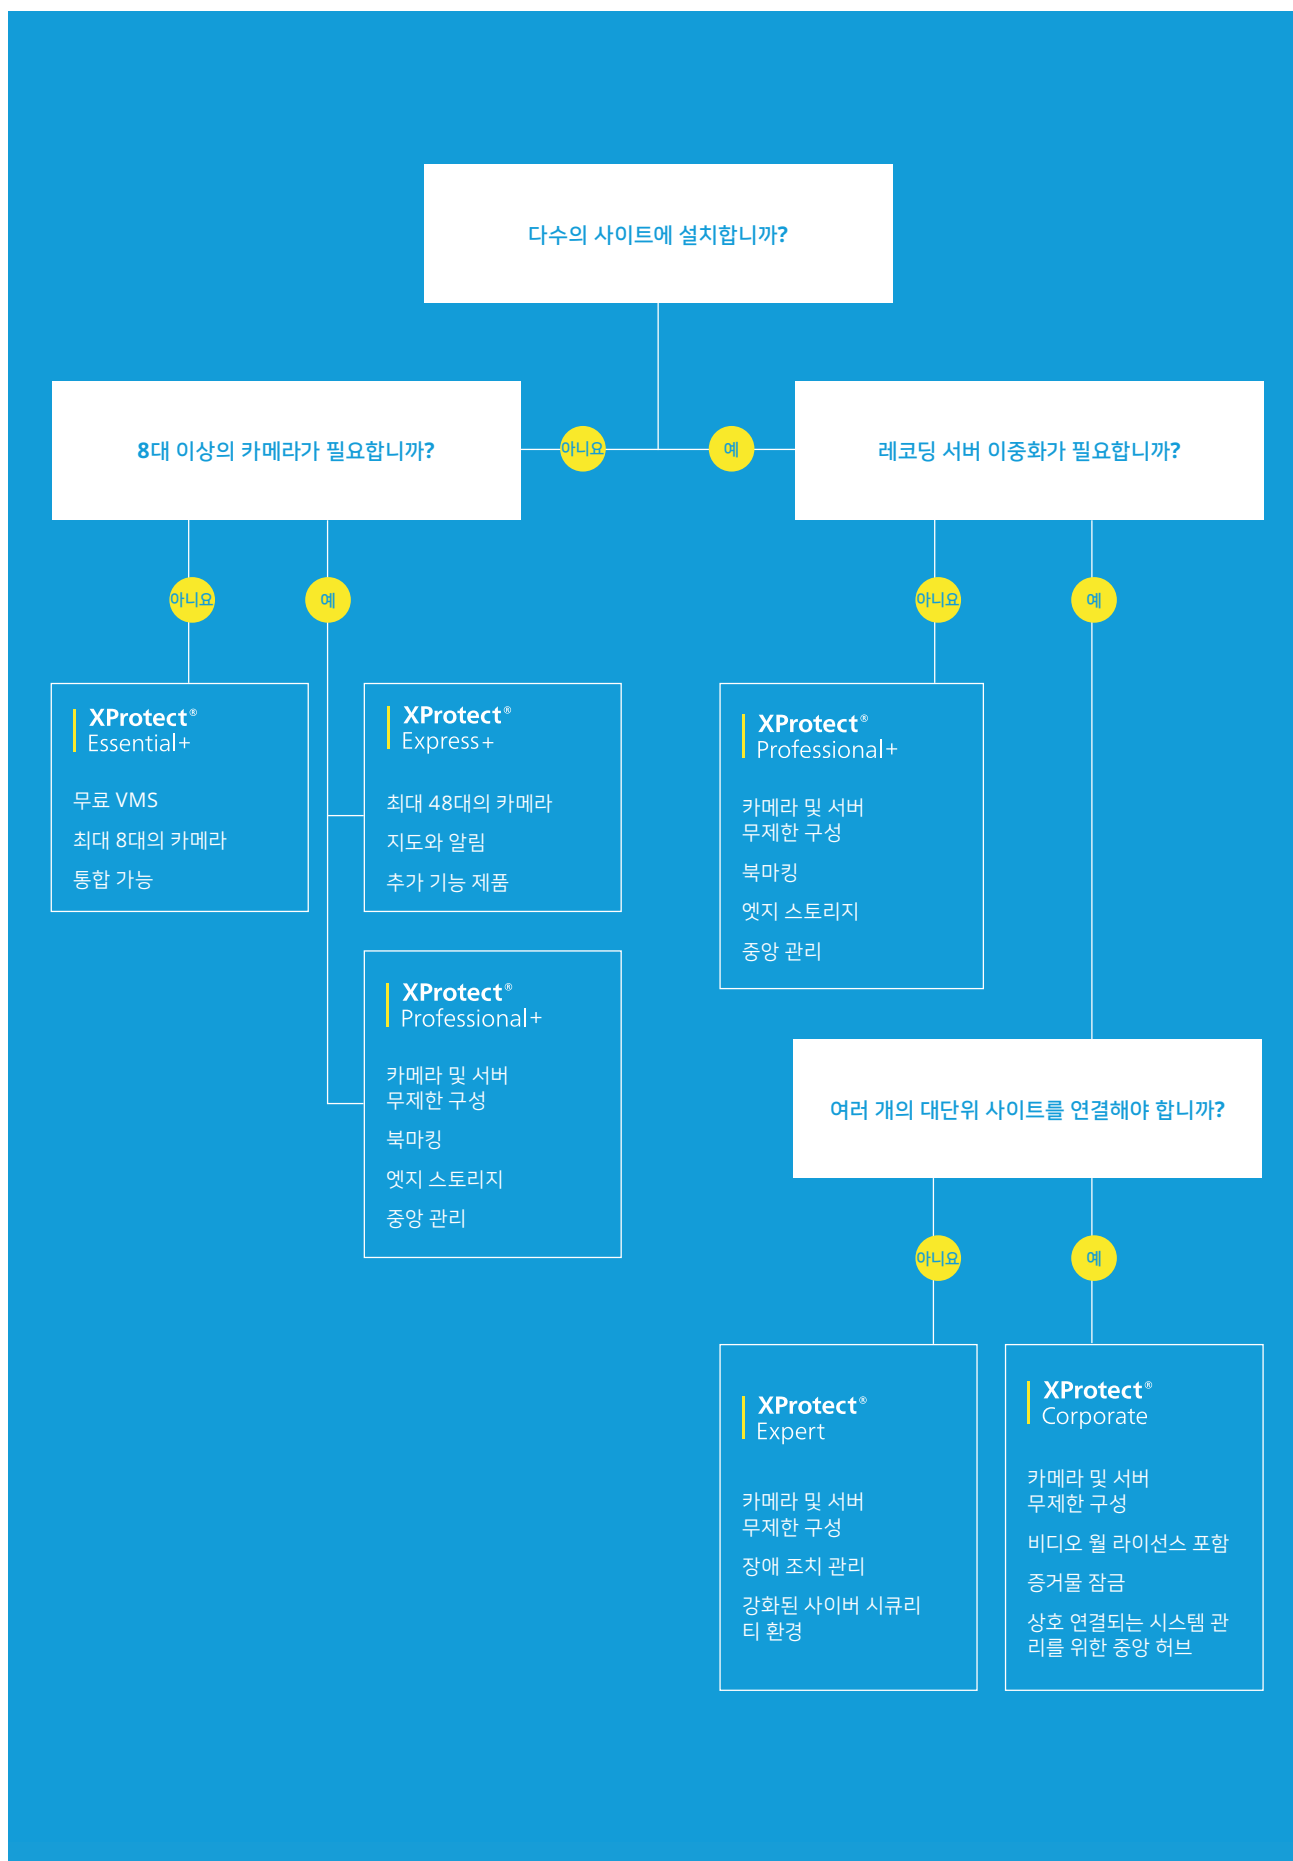 다수의 사이트에 설치합니까?
8대 이상의 카메라가 필요합니까?
아니요
예
레코딩 서버 이중화가 필요합니까?
아니요
예
아니요
예
XProtect®
Essential+
무료 VMS
최대 8대의 카메라
통합 가능
XProtect®
Express+
최대 48대의 카메라
지도와 알림
추가 기능 제품
XProtect®
Professional+
카메라 및 서버
무제한 구성
북마킹
엣지 스토리지
중앙 관리
XProtect®
Professional+
카메라 및 서버
무제한 구성
북마킹
엣지 스토리지
중앙 관리
여러 개의 대단위 사이트를 연결해야 합니까?
아니요
예
XProtect®
Expert
카메라 및 서버
무제한 구성
장애 조치 관리
강화된 사이버 시큐리
티 환경
XProtect®
Corporate
카메라 및 서버
무제한 구성
비디오 월 라이선스 포함
증거물 잠금
상호 연결되는 시스템 관
리를 위한 중앙 허브